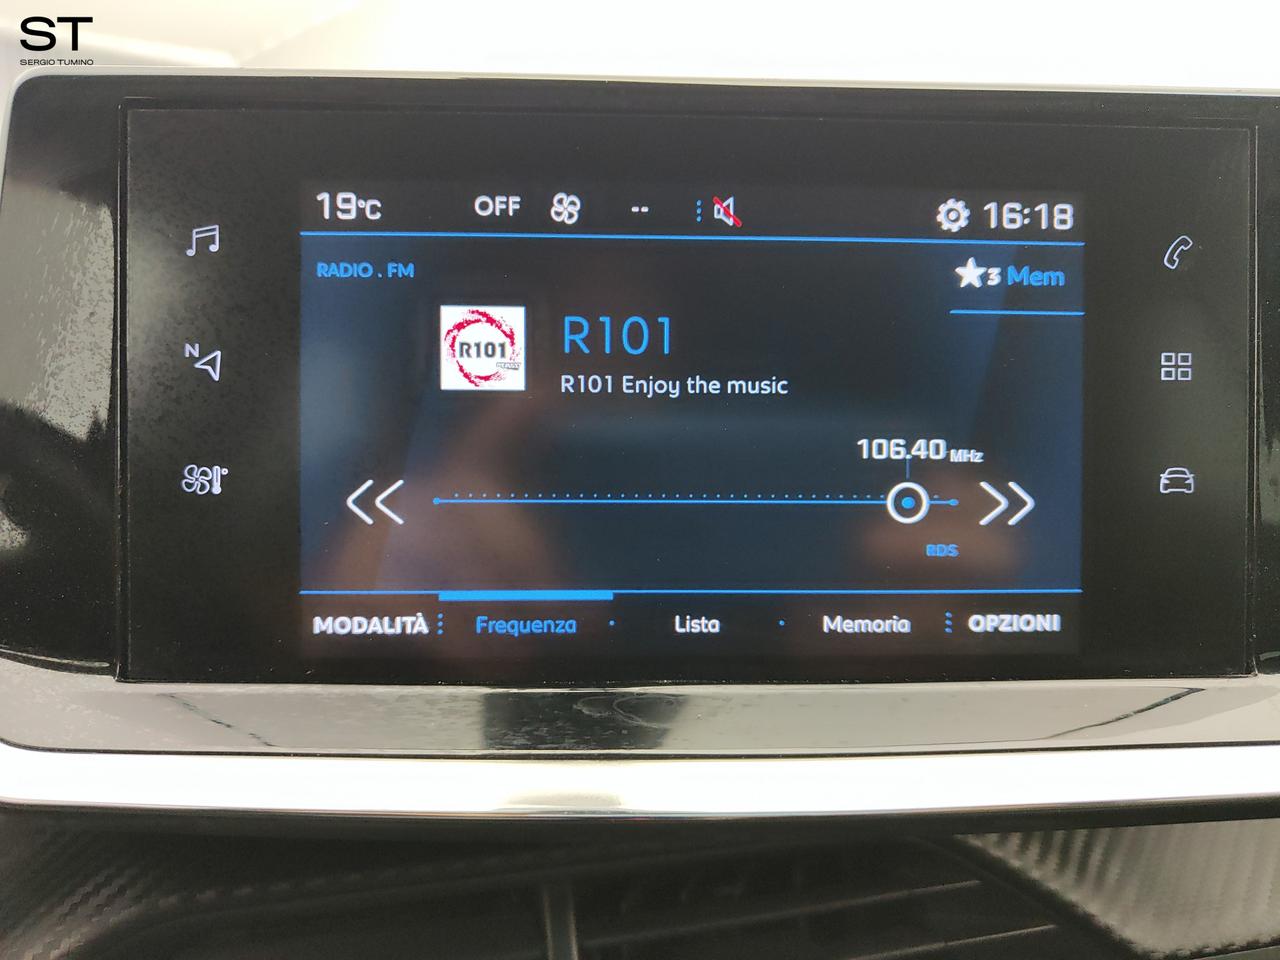 ST
SERGIO TUMINO
19°C OFF -- 16:18
RADIO . FM
3 Mem
R101
R101
R101 Enjoy the music
106.40 MHz
N
RDS
MODALITÀ Frequenza Lista Memoria OPZIONI